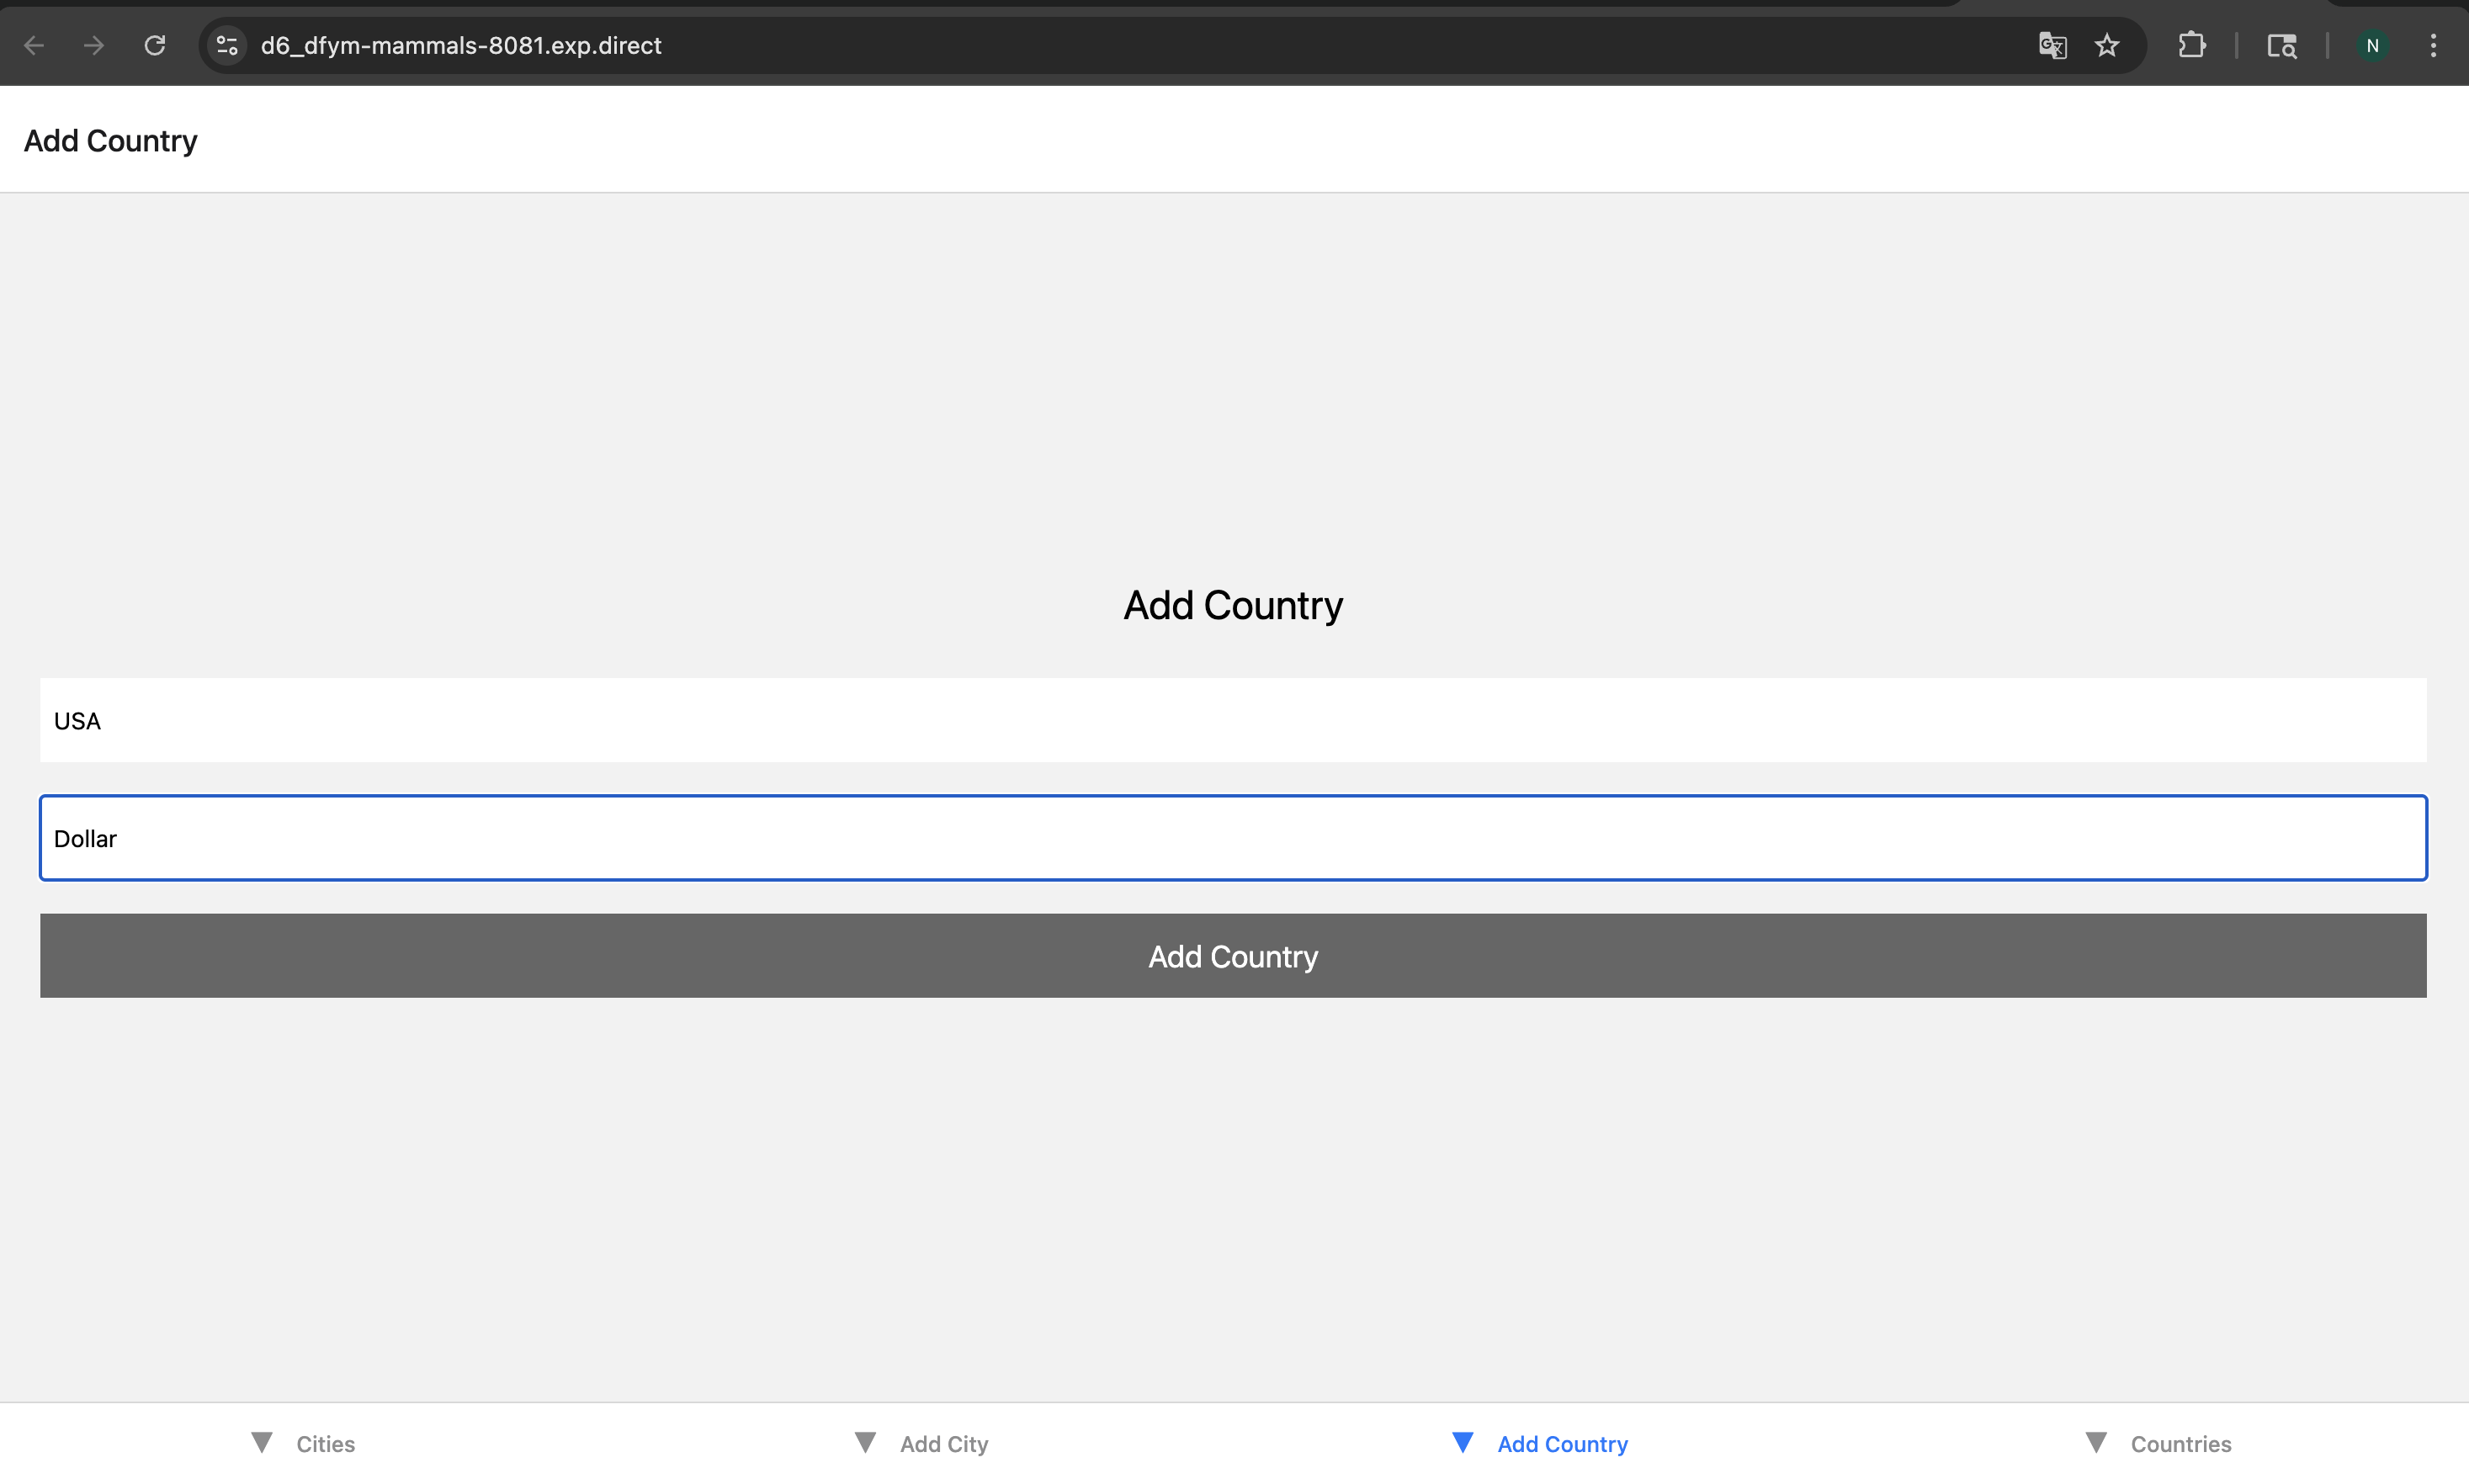 d6_dfym-mammals-8081.exp.direct
N
Add Country
Add Country
USA
Dollar
Add Country
Cities
Add City
Add Country
Countries